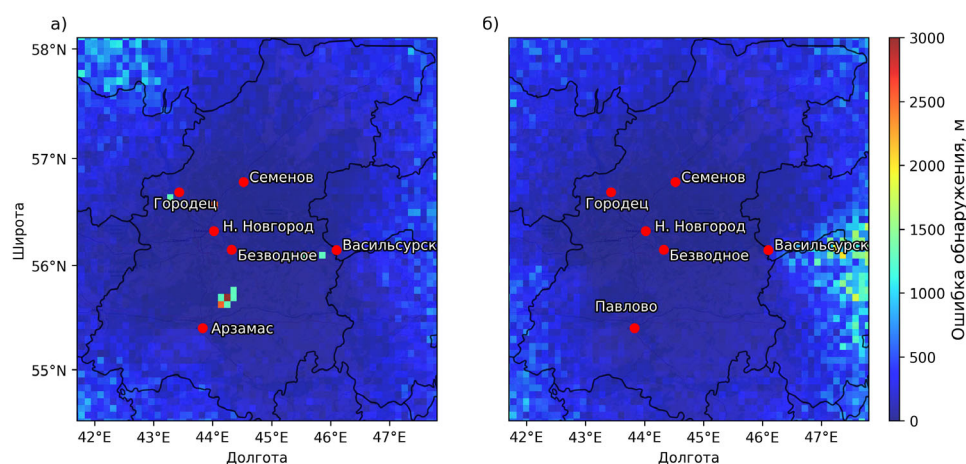 а)
58°N
57°N
56°N
55°N
Широта
Семенов
Городец
Н. Новгород
Безводное
Васильсурск
Арзамас
42°E 43°E 44°E 45°E 46°E 47°E
Долгота
б)
Семенов
Городец
Н. Новгород
Безводное
Васильсурск
Павлово
42°E 43°E 44°E 45°E 46°E 47°E
Долгота
3000
2500
2000
1500
1000
500
0
Ошибка обнаружения, м